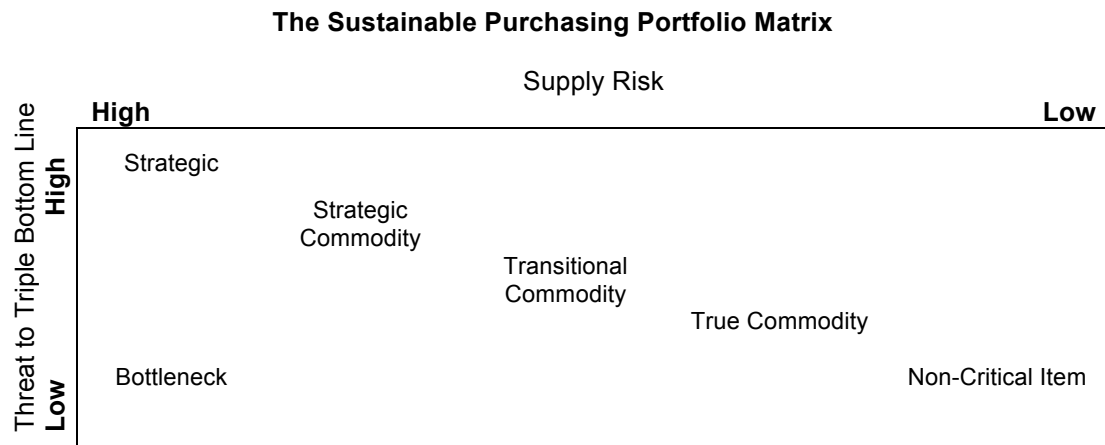 The Sustainable Purchasing Portfolio Matrix
Supply Risk
High
Low
Threat to Triple Bottom Line
High
Low
Strategic
Strategic
Commodity
Transitional
Commodity
True Commodity
Bottleneck
Non-Critical Item